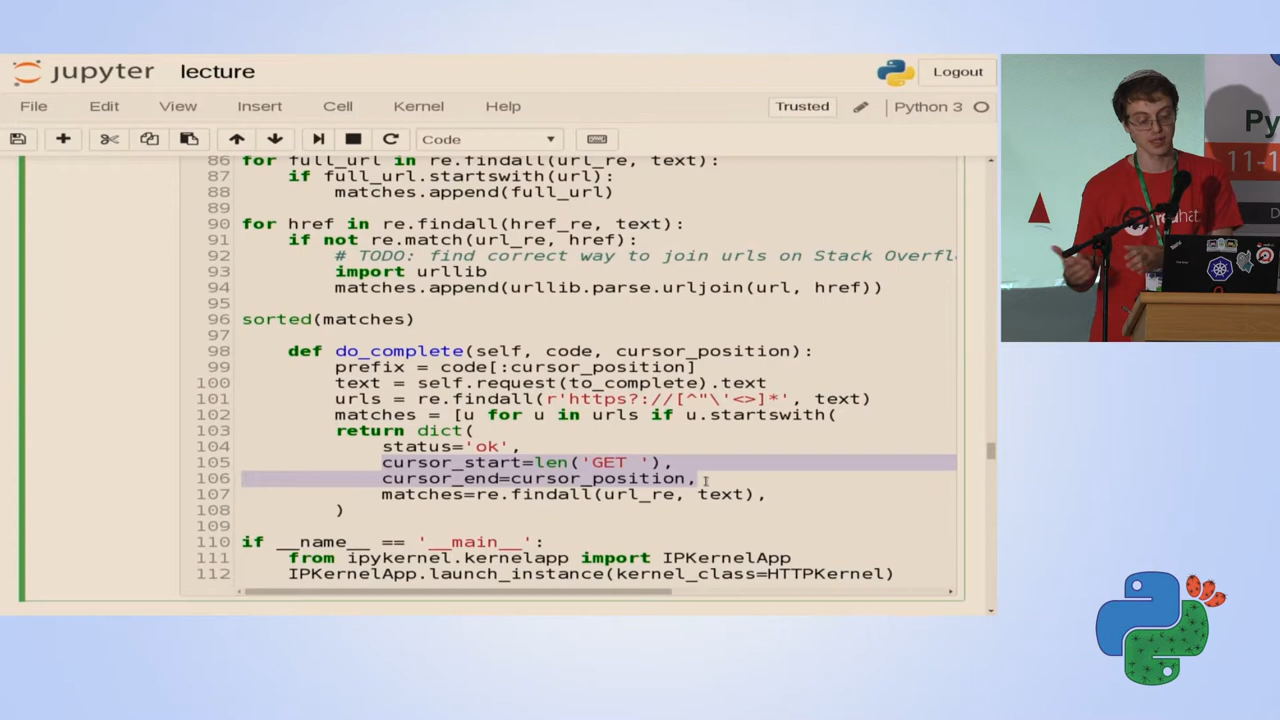 jupyter lecture Logout
File Edit View Insert Cell Kernel Help Trusted Python 3
Code
86 for full_url in re.findall(url_re, text):
87 if full_url.startswith(url):
88 matches.append(full_url)
89
90 for href in re.findall(href_re, text):
91 if not re.match(url_re, href):
92 # TODO: find correct way to join urls on Stack Overfl
93 import urllib
94 matches.append(urllib.parse.urljoin(url, href))
95
96 sorted(matches)
97
98 def do_complete(self, code, cursor_position):
99 prefix = code[:cursor_position]
100 text = self.request(to_complete).text
101 urls = re.findall(r'https?://[^"\'<>]*', text)
102 matches = [u for u in urls if u.startswith(
103 return dict(
104 status='ok',
105 cursor_start=len('GET '),
106 cursor_end=cursor_position,
107 matches=re.findall(url_re, text),
108 )
109
110 if __name__ == '__main__':
111 from ipykernel.kernelapp import IPKernelApp
112 IPKernelApp.launch_instance(kernel_class=HTTPKernel)
Py
11-1
redhat